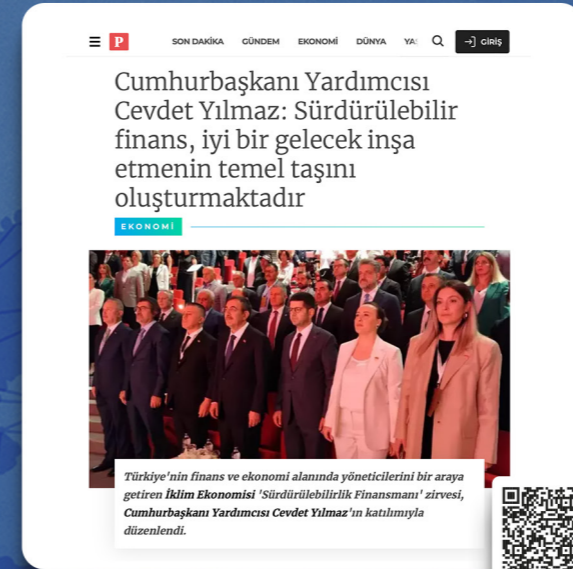 P
SON DAKİKA GÜNDEM EKONOMİ DÜNYA
GİRİŞ
Cumhurbaşkanı Yardımcısı
Cevdet Yılmaz: Sürdürülebilir
finans, iyi bir gelecek inşa
etmenin temel taşını
oluşturmaktadır
EKONOMİ
Türkiye'nin finans ve ekonomi alanında yöneticilerini bir araya
getiren İklim Ekonomisi 'Sürdürülebilirlik Finansmanı' zirvesi,
Cumhurbaşkanı Yardımcısı Cevdet Yılmaz'ın katılımıyla
düzenlendi.